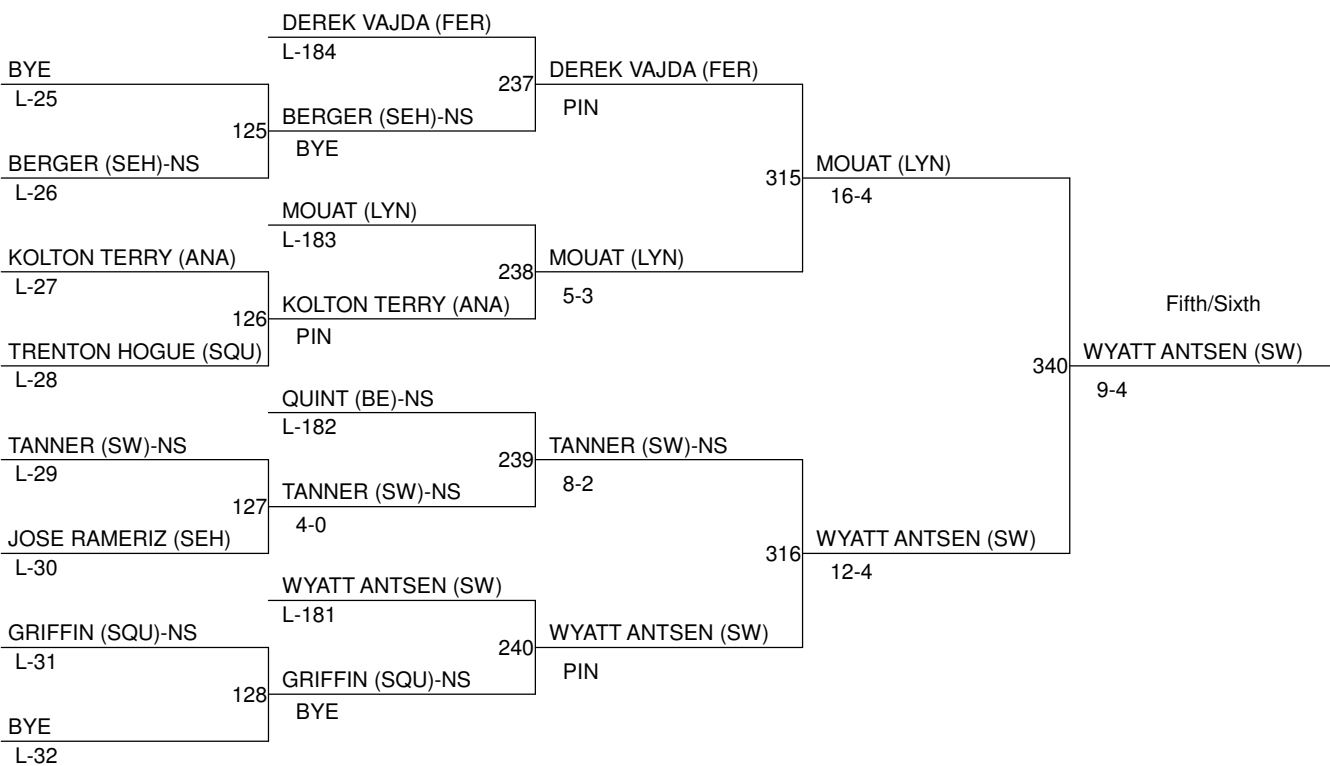 DEREK VAJDA (FER)
L-184
BYE
L-25
237
DEREK VAJDA (FER)
PIN
125
BERGER (SEH)-NS
BYE
BERGER (SEH)-NS
L-26
315
MOUAT (LYN)
16-4
MOUAT (LYN)
L-183
KOLTON TERRY (ANA)
L-27
238
MOUAT (LYN)
5-3
126
KOLTON TERRY (ANA)
PIN
Fifth/Sixth
TRENTON HOGUE (SQU)
L-28
340
WYATT ANTSEN (SW)
9-4
QUINT (BE)-NS
L-182
TANNER (SW)-NS
L-29
239
TANNER (SW)-NS
8-2
127
TANNER (SW)-NS
4-0
JOSE RAMERIZ (SEH)
L-30
316
WYATT ANTSEN (SW)
12-4
WYATT ANTSEN (SW)
L-181
GRIFFIN (SQU)-NS
L-31
240
WYATT ANTSEN (SW)
PIN
128
GRIFFIN (SQU)-NS
BYE
BYE
L-32